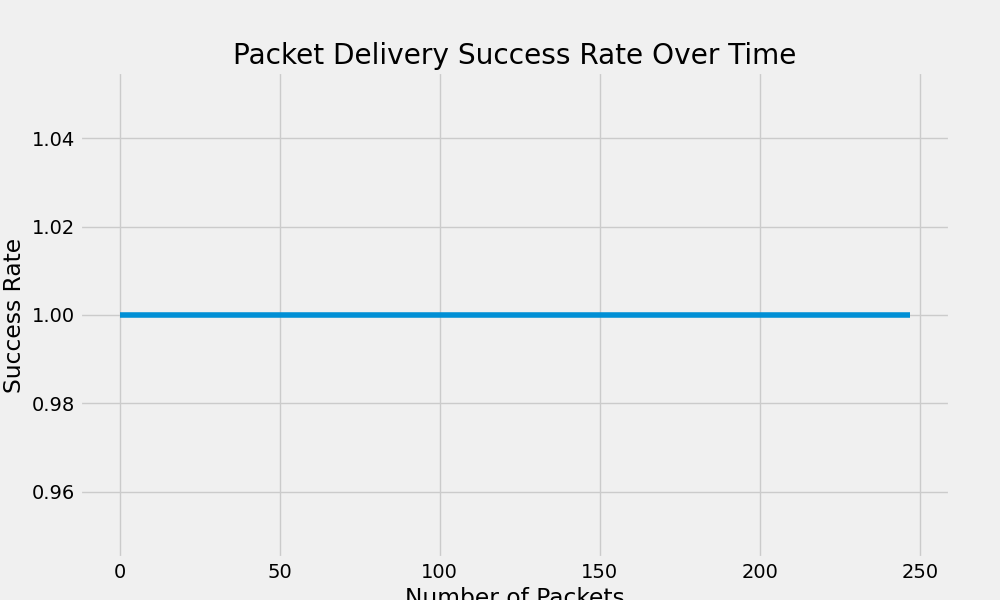 Packet Delivery Success Rate Over Time
1.04
1.02
1.00
0.98
0.96
Success Rate
0 50 100 150 200 250
Number of Packets